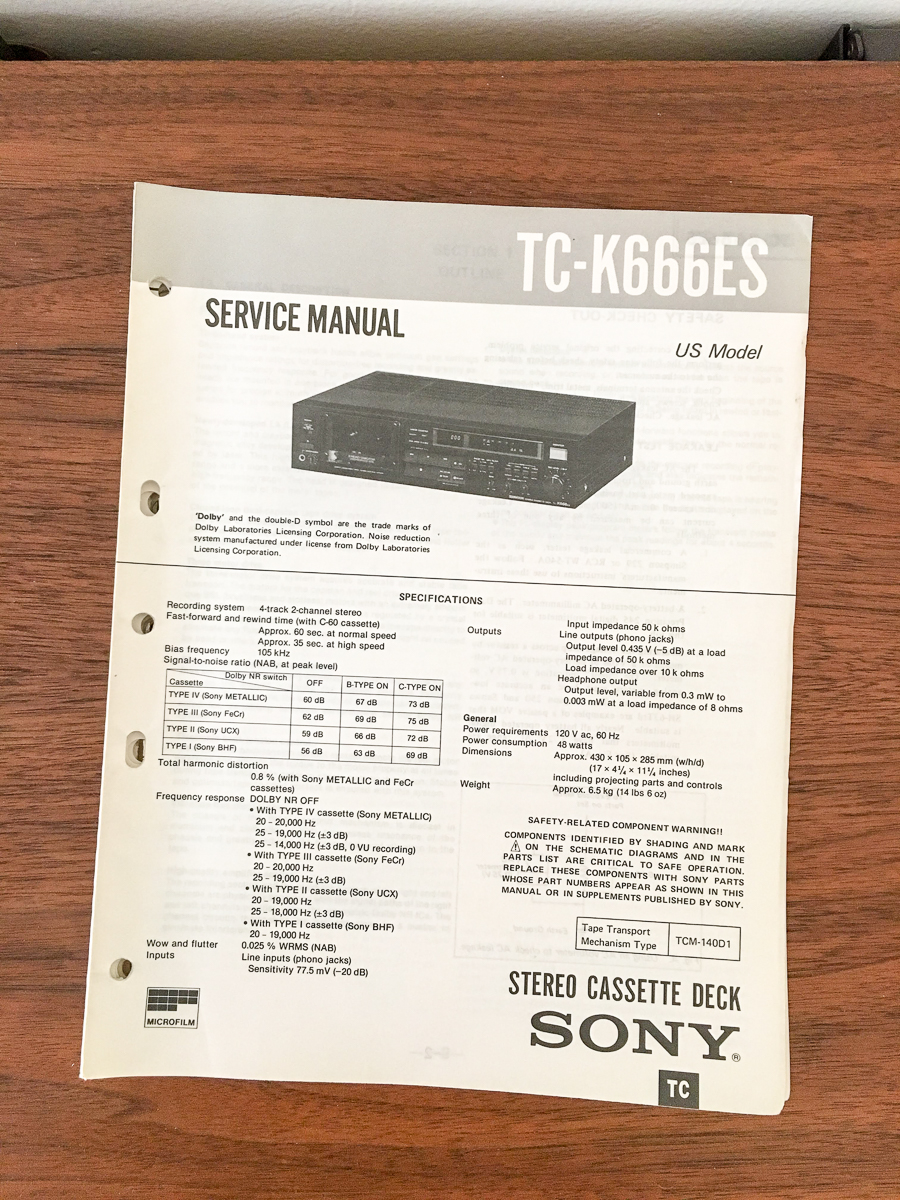 TC-K666ES
SERVICE MANUAL
US Model
"Dolby" and the double-D symbol are the trade marks of
Dolby Laboratories Licensing Corporation. Noise reduction
system manufactured under license from Dolby Laboratories
Licensing Corporation.
SPECIFICATIONS
Recording system 4-track 2-channel stereo
Fast-forward and rewind time (with C-60 cassette)
Approx. 60 sec. at normal speed
Approx. 35 sec. at high speed
Bias frequency 105 kHz
Signal-to-noise ratio (NAB, at peak level)
Dolby NR switch
Cassette OFF B-TYPE ON C-TYPE ON
TYPE IV (Sony METALLIC) 60 dB 67 dB 73 dB
TYPE III (Sony FeCr) 62 dB 69 dB 75 dB
TYPE II (Sony UCX) 59 dB 66 dB 72 dB
TYPE I (Sony BHF) 56 dB 63 dB 69 dB
Total harmonic distortion
0.8 % (with Sony METALLIC and FeCr
cassettes)
Frequency response DOLBY NR OFF
• With TYPE IV cassette (Sony METALLIC)
20 – 20,000 Hz
25 – 19,000 Hz (±3 dB)
25 – 14,000 Hz (±3 dB, 0 VU recording)
• With TYPE III cassette (Sony FeCr)
20 – 20,000 Hz
25 – 19,000 Hz (±3 dB)
• With TYPE II cassette (Sony UCX)
20 – 19,000 Hz
25 – 18,000 Hz (±3 dB)
• With TYPE I cassette (Sony BHF)
20 – 19,000 Hz
Wow and flutter 0.025 % WRMS (NAB)
Inputs Line inputs (phono jacks)
Sensitivity 77.5 mV (–20 dB)
Input impedance 50 k ohms
Outputs Line outputs (phono jacks)
Output level 0.435 V (–5 dB) at a load
impedance of 50 k ohms
Load impedance over 10 k ohms
Headphone output
Output level, variable from 0.3 mW to
0.003 mW at a load impedance of 8 ohms
General
Power requirements 120 V ac, 60 Hz
Power consumption 48 watts
Dimensions Approx. 430 × 105 × 285 mm (w/h/d)
(17 × 4 1/4 × 11 1/4 inches)
including projecting parts and controls
Weight Approx. 6.5 kg (14 lbs 6 oz)
SAFETY-RELATED COMPONENT WARNING!!
COMPONENTS IDENTIFIED BY SHADING AND MARK
⚠ ON THE SCHEMATIC DIAGRAMS AND IN THE
PARTS LIST ARE CRITICAL TO SAFE OPERATION.
REPLACE THESE COMPONENTS WITH SONY PARTS
WHOSE PART NUMBERS APPEAR AS SHOWN IN THIS
MANUAL OR IN SUPPLEMENTS PUBLISHED BY SONY.
Tape Transport
Mechanism Type TCM-140D1
STEREO CASSETTE DECK
SONY®
TC
MICROFILM